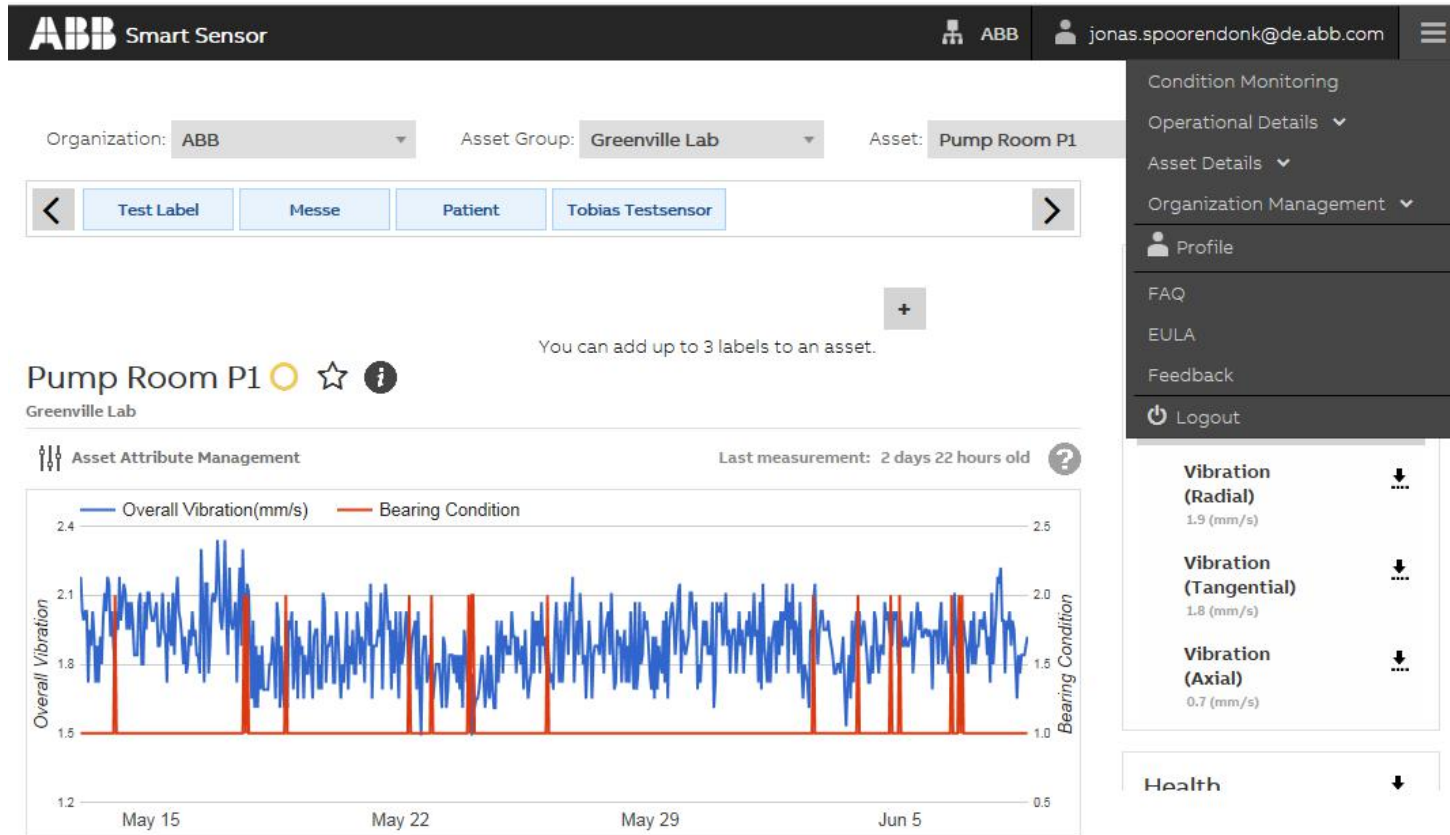 ABB Smart Sensor
ABB
jonas.spoorendonk@de.abb.com
Condition Monitoring
Operational Details
Asset Details
Organization Management
Profile
FAQ
EULA
Feedback
Logout
Organization: ABB
Asset Group: Greenville Lab
Asset: Pump Room P1
Test Label
Messe
Patient
Tobias Testsensor
+
You can add up to 3 labels to an asset.
Pump Room P1
Greenville Lab
Asset Attribute Management
Last measurement: 2 days 22 hours old
Overall Vibration(mm/s)
Bearing Condition
2.4
2.1
1.8
1.5
1.2
Overall Vibration
2.5
2.0
1.5
1.0
0.5
Bearing Condition
May 15
May 22
May 29
Jun 5
Vibration
(Radial)
1.9 (mm/s)
Vibration
(Tangential)
1.8 (mm/s)
Vibration
(Axial)
0.7 (mm/s)
Health